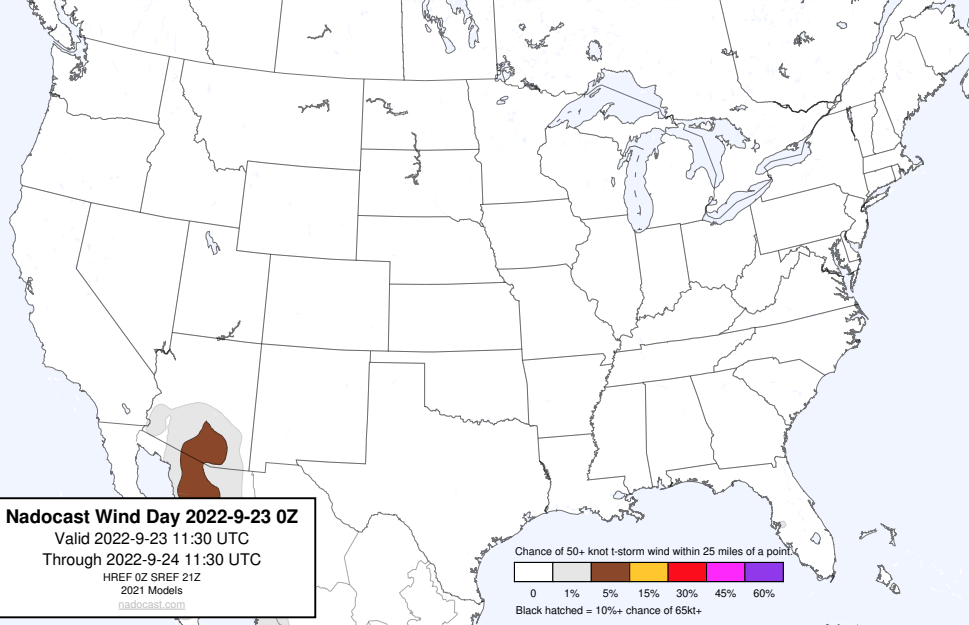 Nadocast Wind Day 2022-9-23 0Z
Valid 2022-9-23 11:30 UTC
Through 2022-9-24 11:30 UTC
HREF 0Z SREF 21Z
2021 Models
nadocast.com
Chance of 50+ knot t-storm wind within 25 miles of a point.
0 1% 5% 15% 30% 45% 60%
Black hatched = 10%+ chance of 65kt+